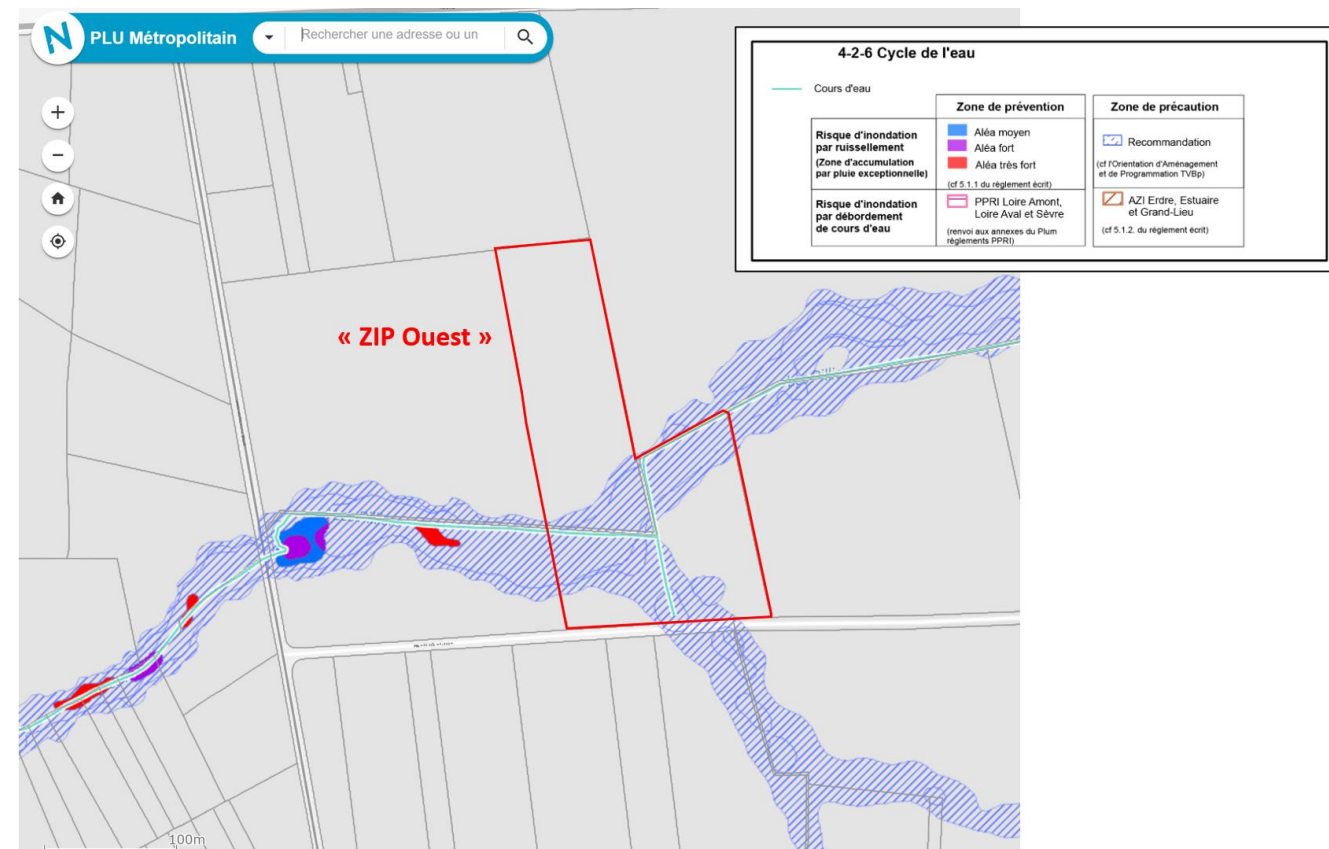 N PLU Métropolitain
Rechercher une adresse ou un
« ZIP Ouest »
100m
4-2-6 Cycle de l'eau
Cours d'eau
Zone de prévention
Zone de précaution
Risque d'inondation
par ruissellement
(Zone d'accumulation
par pluie exceptionnelle)
Aléa moyen
Aléa fort
Aléa très fort
(cf 5.1.1 du règlement écrit)
Recommandation
(cf l'Orientation d'Aménagement
et de Programmation TVBp)
Risque d'inondation
par débordement
de cours d'eau
PPRI Loire Amont,
Loire Aval et Sèvre
(renvoi aux annexes du Plum
règlements PPRI)
AZI Erdre, Estuaire
et Grand-Lieu
(cf 5.1.2. du règlement écrit)